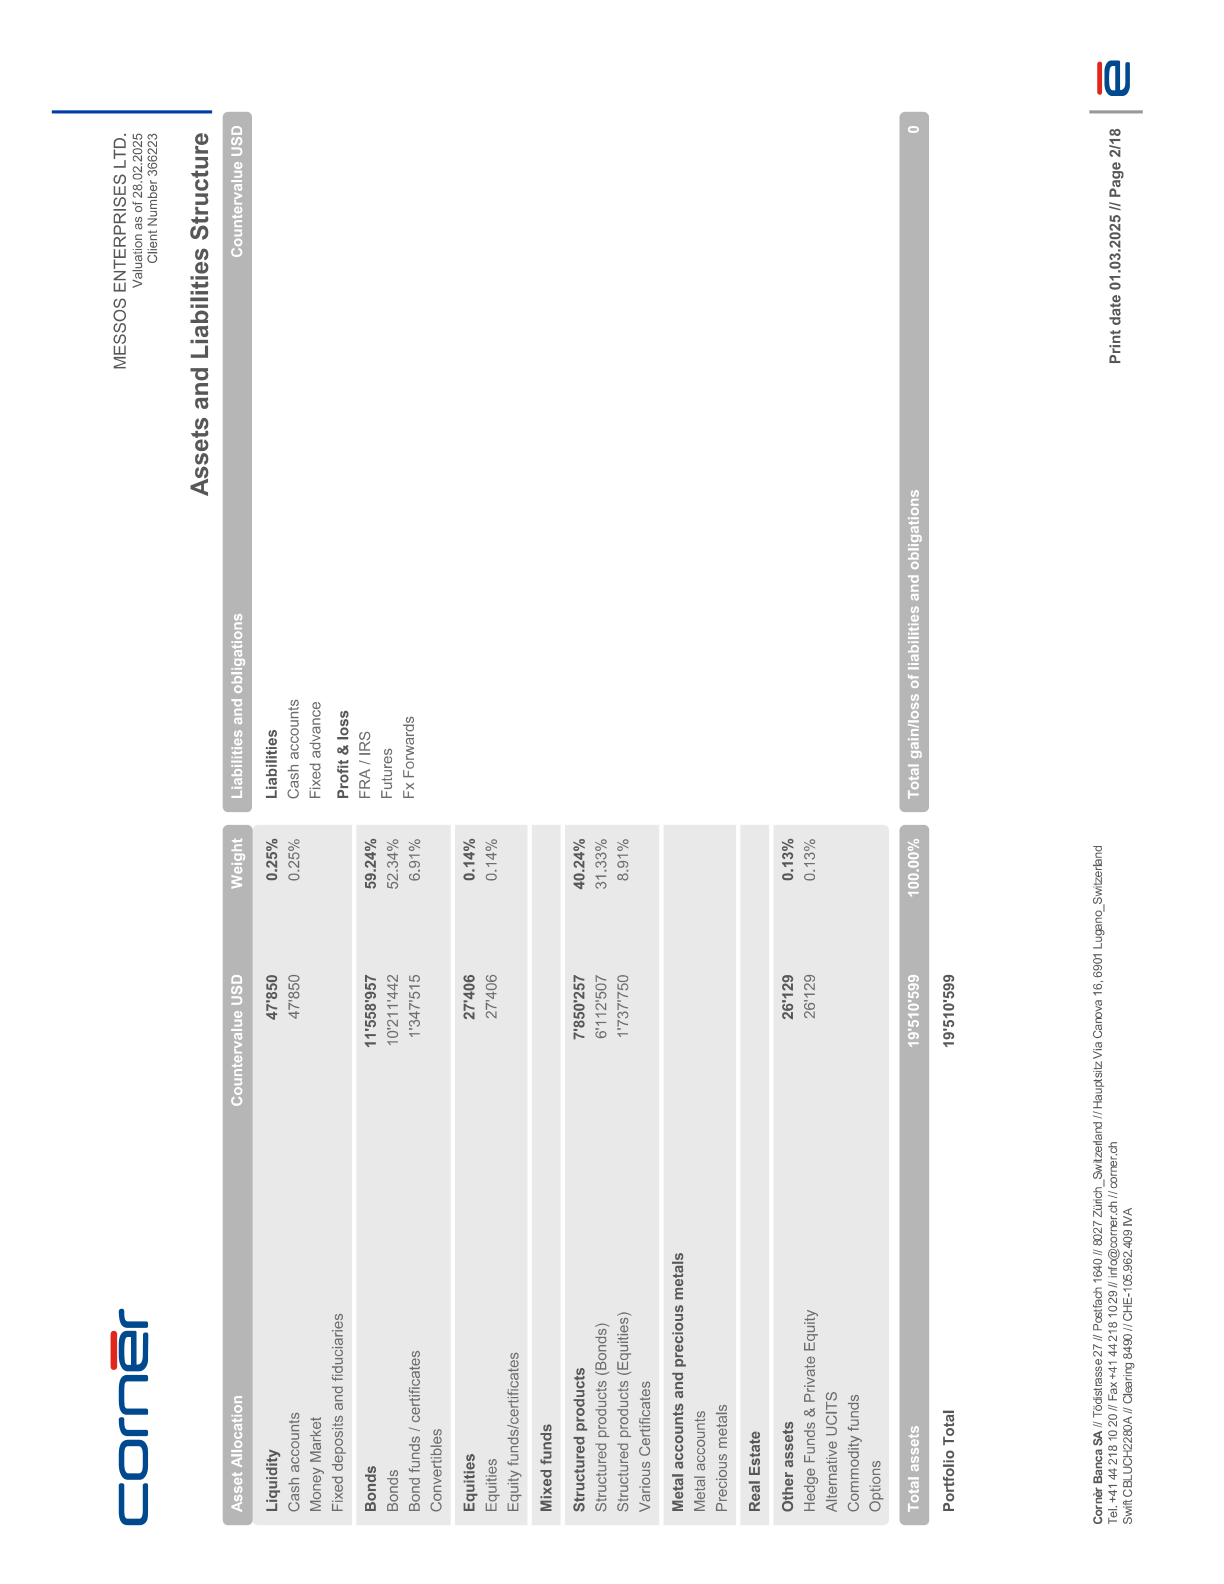 cornèr
MESSOS ENTERPRISES LTD.
Valuation as of 28.02.2025
Client Number 366223
Assets and Liabilities Structure
Asset Allocation Countervalue USD Weight
Liquidity 47'850 0.25%
Cash accounts 47'850 0.25%
Money Market
Fixed deposits and fiduciaries
Bonds 11'558'957 59.24%
Bonds 10'211'442 52.34%
Bond funds / certificates 1'347'515 6.91%
Convertibles
Equities 27'406 0.14%
Equities 27'406 0.14%
Equity funds/certificates
Mixed funds
Structured products 7'850'257 40.24%
Structured products (Bonds) 6'112'507 31.33%
Structured products (Equities) 1'737'750 8.91%
Various Certificates
Metal accounts and precious metals
Metal accounts
Precious metals
Real Estate
Other assets 26'129 0.13%
Hedge Funds & Private Equity 26'129 0.13%
Alternative UCITS
Commodity funds
Options
Total assets 19'510'599 100.00%
Portfolio Total 19'510'599
Liabilities and obligations Countervalue USD
Liabilities
Cash accounts
Fixed advance
Profit & loss
FRA / IRS
Futures
Fx Forwards
Total gain/loss of liabilities and obligations 0
Cornèr Banca SA // Tödistrasse 27 // Postfach 1640 // 8027 Zürich_Switzerland // Hauptsitz Via Canova 16, 6901 Lugano_Switzerland
Tel. +41 44 218 10 20 // Fax +41 44 218 10 29 // info@corner.ch // corner.ch
Swift CBLUCH2280A // Clearing 8490 // CHE-105.962.409 IVA
Print date 01.03.2025 // Page 2/18
è